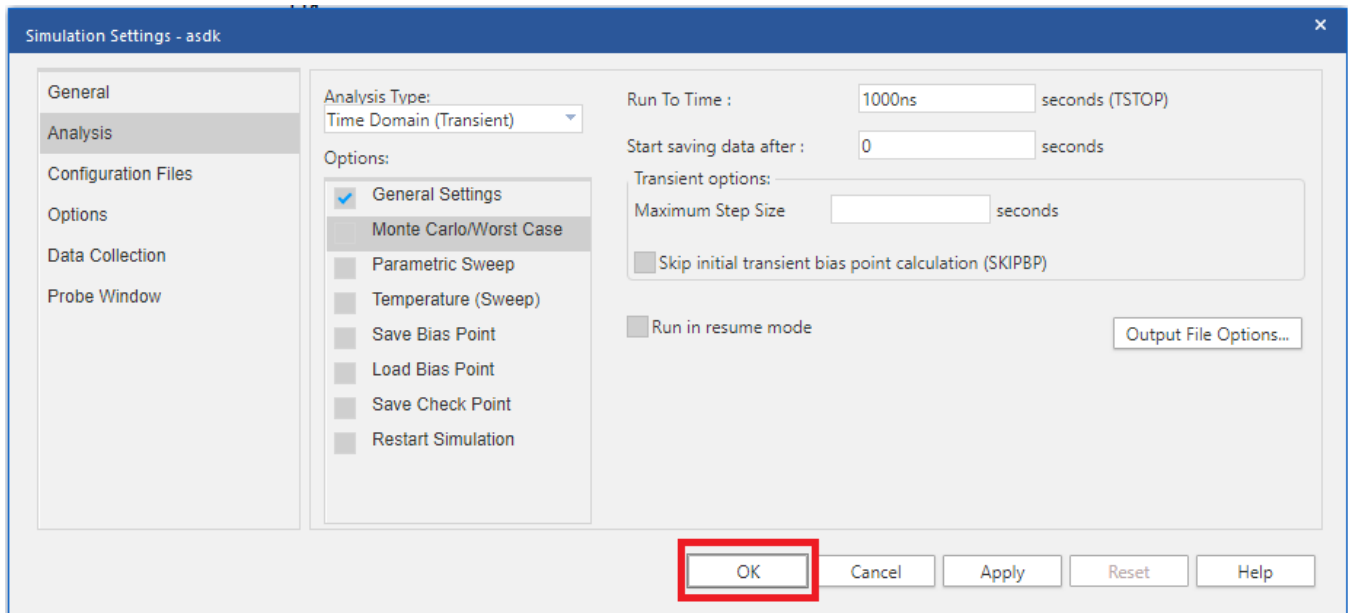 Simulation Settings - asdk
General
Analysis
Configuration Files
Options
Data Collection
Probe Window
Analysis Type:
Time Domain (Transient)
Options:
General Settings
Monte Carlo/Worst Case
Parametric Sweep
Temperature (Sweep)
Save Bias Point
Load Bias Point
Save Check Point
Restart Simulation
Run To Time : 1000ns seconds (TSTOP)
Start saving data after : 0 seconds
Transient options:
Maximum Step Size seconds
Skip initial transient bias point calculation (SKIPBP)
Run in resume mode
Output File Options...
OK Cancel Apply Reset Help